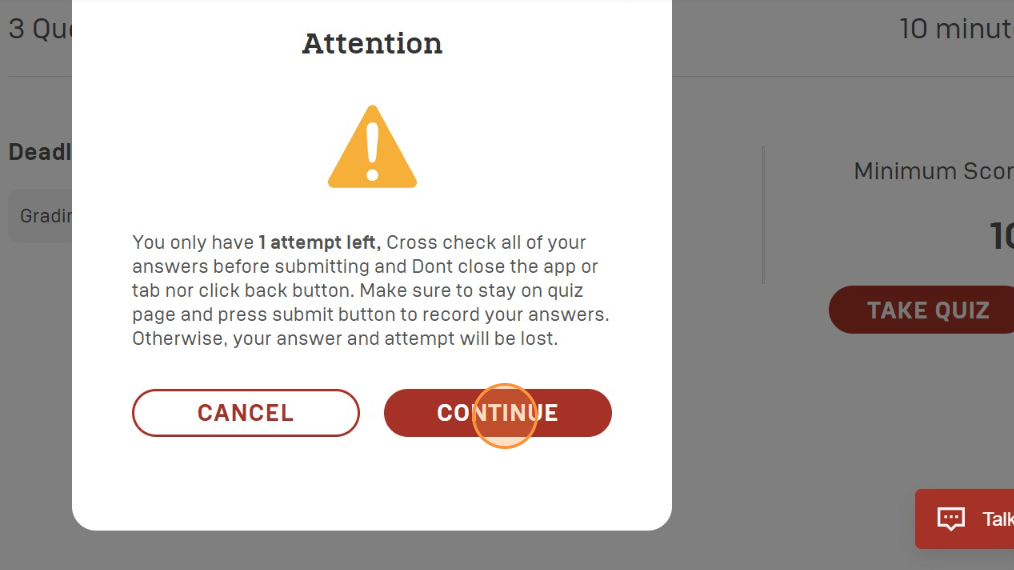 3 Qu
10 minut
Attention
Deadl
Minimum Scor
Gradin
10
You only have 1 attempt left, Cross check all of your
answers before submitting and Dont close the app or
tab nor click back button. Make sure to stay on quiz
page and press submit button to record your answers.
Otherwise, your answer and attempt will be lost.
TAKE QUIZ
CANCEL
CONTINUE
Talk